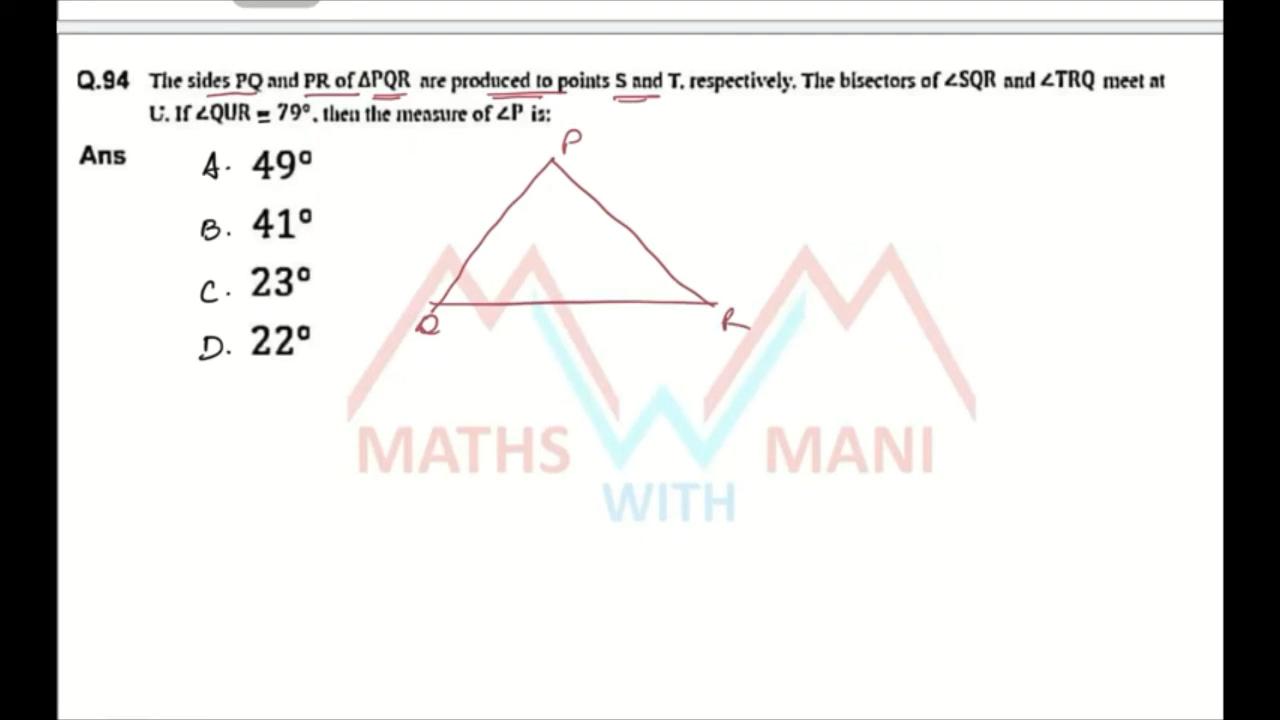 Q.94 The sides PQ and PR of ΔPQR are produced to points S and T. respectively. The bisectors of ∠SQR and ∠TRQ meet at
U. If ∠QUR = 79°, then the measure of ∠P is:
Ans
A. 49°
B. 41°
C. 23°
D. 22°
P
Q
R
MATHS
WITH
MANI